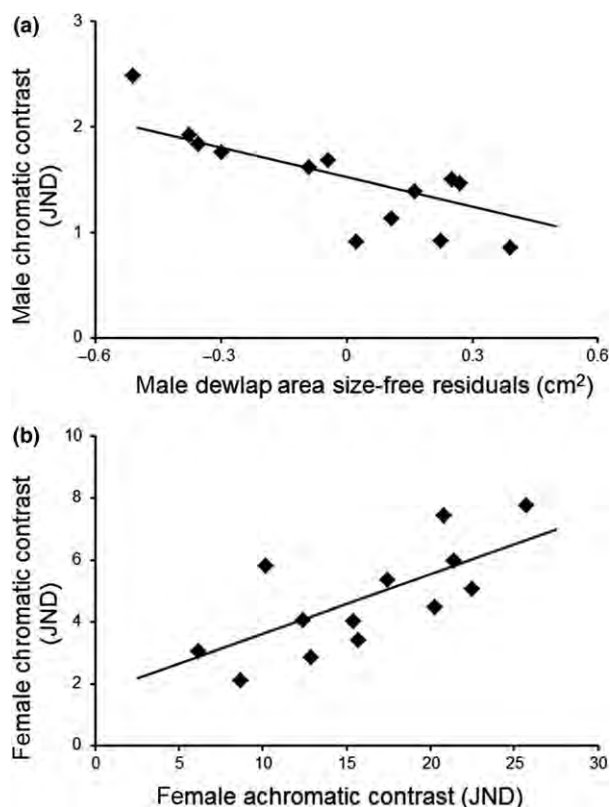 (a)
Male chromatic contrast
(JND)
3
2
1
0
−0.6
−0.3
0
0.3
0.6
Male dewlap area size-free residuals (cm²)
(b)
Female chromatic contrast
(JND)
10
8
6
4
2
0
0
5
10
15
20
25
30
Female achromatic contrast (JND)